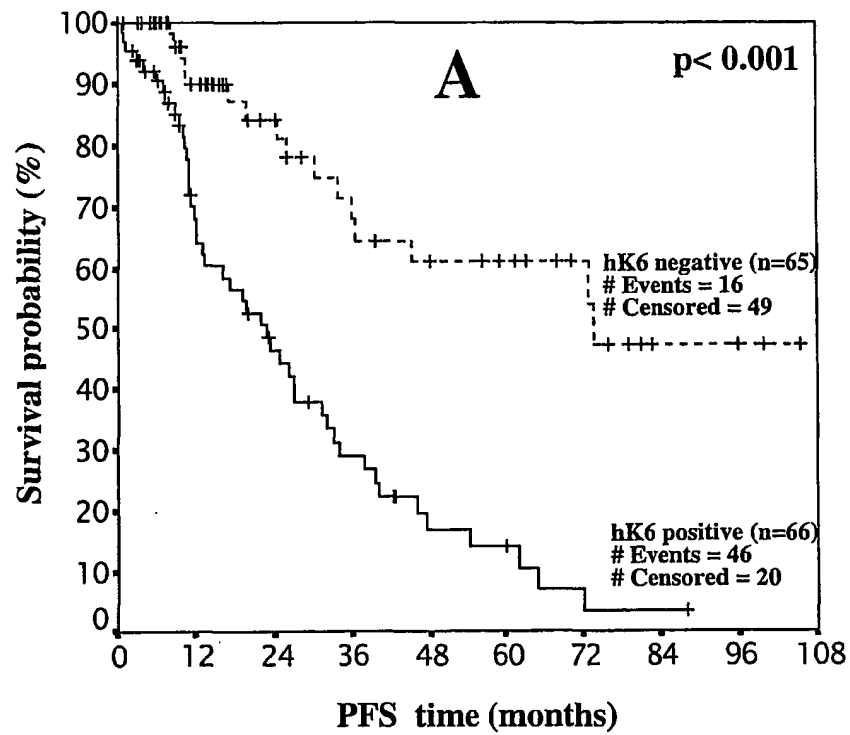 A
p< 0.001
Survival probability (%)
100
90
80
70
60
50
40
30
20
10
0
hK6 negative (n=65)
# Events = 16
# Censored = 49
hK6 positive (n=66)
# Events = 46
# Censored = 20
0 12 24 36 48 60 72 84 96 108
PFS time (months)